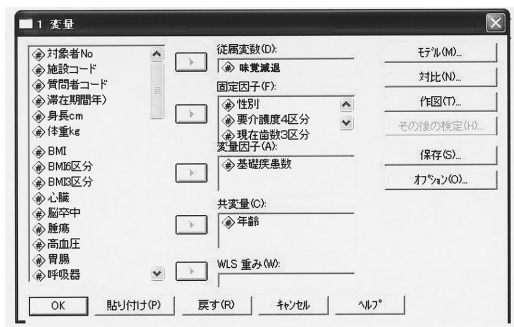 1 変量
対象者No
施設コード
質問者コード
滞在期間年)
身長cm
体重kg
BMI
BMI6区分
BMI3区分
心臓
脳卒中
腫瘍
高血圧
胃腸
呼吸器
従属変数(D):
味覚減退
固定因子(F):
性別
要介護度4区分
現在歯数3区分
変量因子(A):
基礎疾患数
共変量(C):
年齢
WLS 重み(W):
モデル(M)...
対比(N)...
作図(T)...
その後の検定(H)...
保存(S)...
オプション(O)...
OK
貼り付け(P)
戻す(R)
キャンセル
ヘルプ